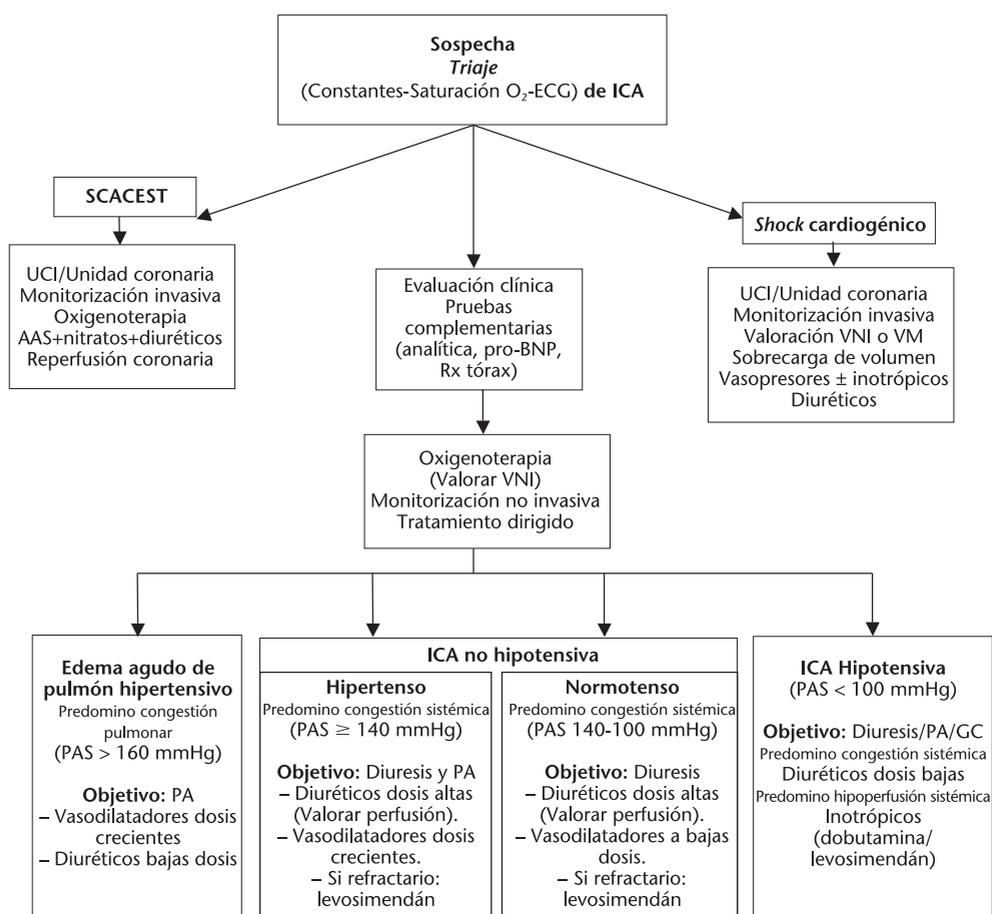 Sospecha
Triaje
(Constantes-Saturación O₂-ECG) de ICA
SCACEST
UCI/Unidad coronaria
Monitorización invasiva
Oxigenoterapia
AAS+nitratos+diuréticos
Reperfusión coronaria
Evaluación clínica
Pruebas
complementarias
(analítica, pro-BNP,
Rx tórax)
Shock cardiogénico
UCI/Unidad coronaria
Monitorización invasiva
Valoración VNI o VM
Sobrecarga de volumen
Vasopresores ± inotrópicos
Diuréticos
Oxigenoterapia
(Valorar VNI)
Monitorización no invasiva
Tratamiento dirigido
Edema agudo de
pulmón hipertensivo
Predomino congestión
pulmonar
(PAS > 160 mmHg)
Objetivo: PA
– Vasodilatadores dosis
crecientes
– Diuréticos bajas dosis
ICA no hipotensiva
Hipertenso
Predomino congestión sistémica
(PAS ≥ 140 mmHg)
Objetivo: Diuresis y PA
– Diuréticos dosis altas
(Valorar perfusión).
– Vasodilatadores dosis
crecientes.
– Si refractario:
levosimendán
Normotenso
Predomino congestión sistémica
(PAS 140-100 mmHg)
Objetivo: Diuresis
– Diuréticos dosis altas
(Valorar perfusión).
– Vasodilatadores a bajas
dosis.
– Si refractario:
levosimendán
ICA Hipotensiva
(PAS < 100 mmHg)
Objetivo: Diuresis/PA/GC
Predomino congestión sistémica
Diuréticos dosis bajas
Predomino hipoperfusión sistémica
Inotrópicos
(dobutamina/
levosimendán)